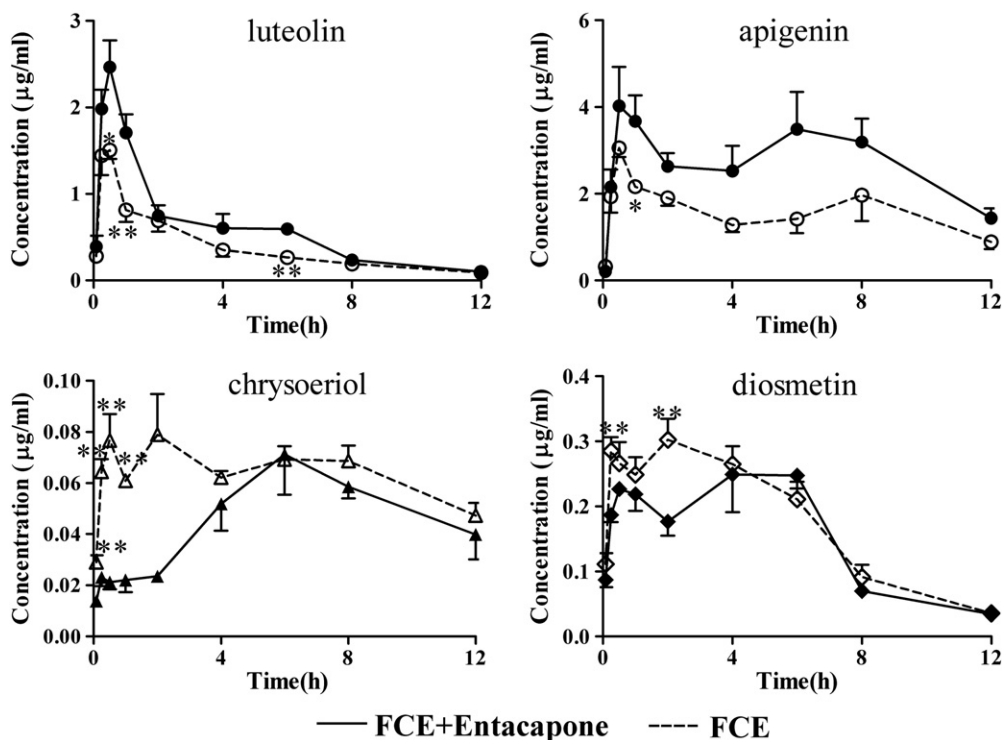 luteolin
Concentration ( μg/ml)
3
2
1
0
*
**
**
0 4 8 12
Time(h)
apigenin
Concentration ( μg/ml)
6
4
2
0
*
0 4 8 12
Time(h)
chrysoeriol
Concentration ( μg/ml)
0.10
0.08
0.06
0.04
0.02
0.00
**
**
**
**
0 4 8 12
Time(h)
diosmetin
Concentration ( μg/ml)
0.4
0.3
0.2
0.1
0.0
**
**
0 4 8 12
Time(h)
FCE+Entacapone FCE